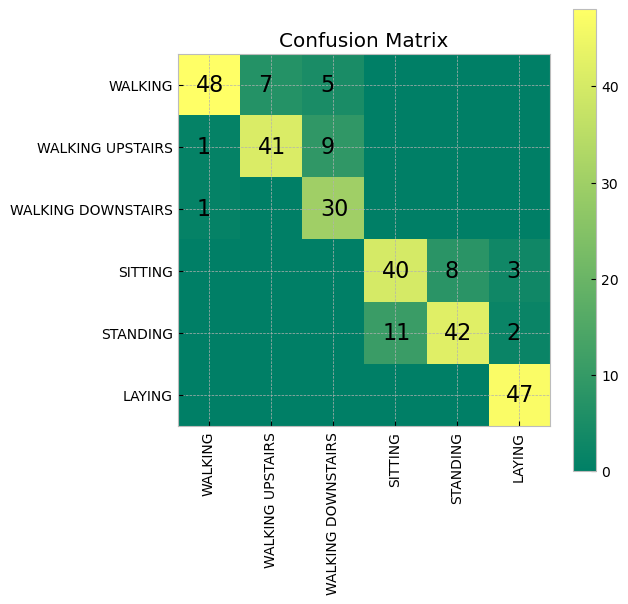 Confusion Matrix
WALKING 48 7 5
WALKING UPSTAIRS 1 41 9
WALKING DOWNSTAIRS 1 30
SITTING 40 8 3
STANDING 11 42 2
LAYING 47
WALKING
WALKING UPSTAIRS
WALKING DOWNSTAIRS
SITTING
STANDING
LAYING
40
30
20
10
0